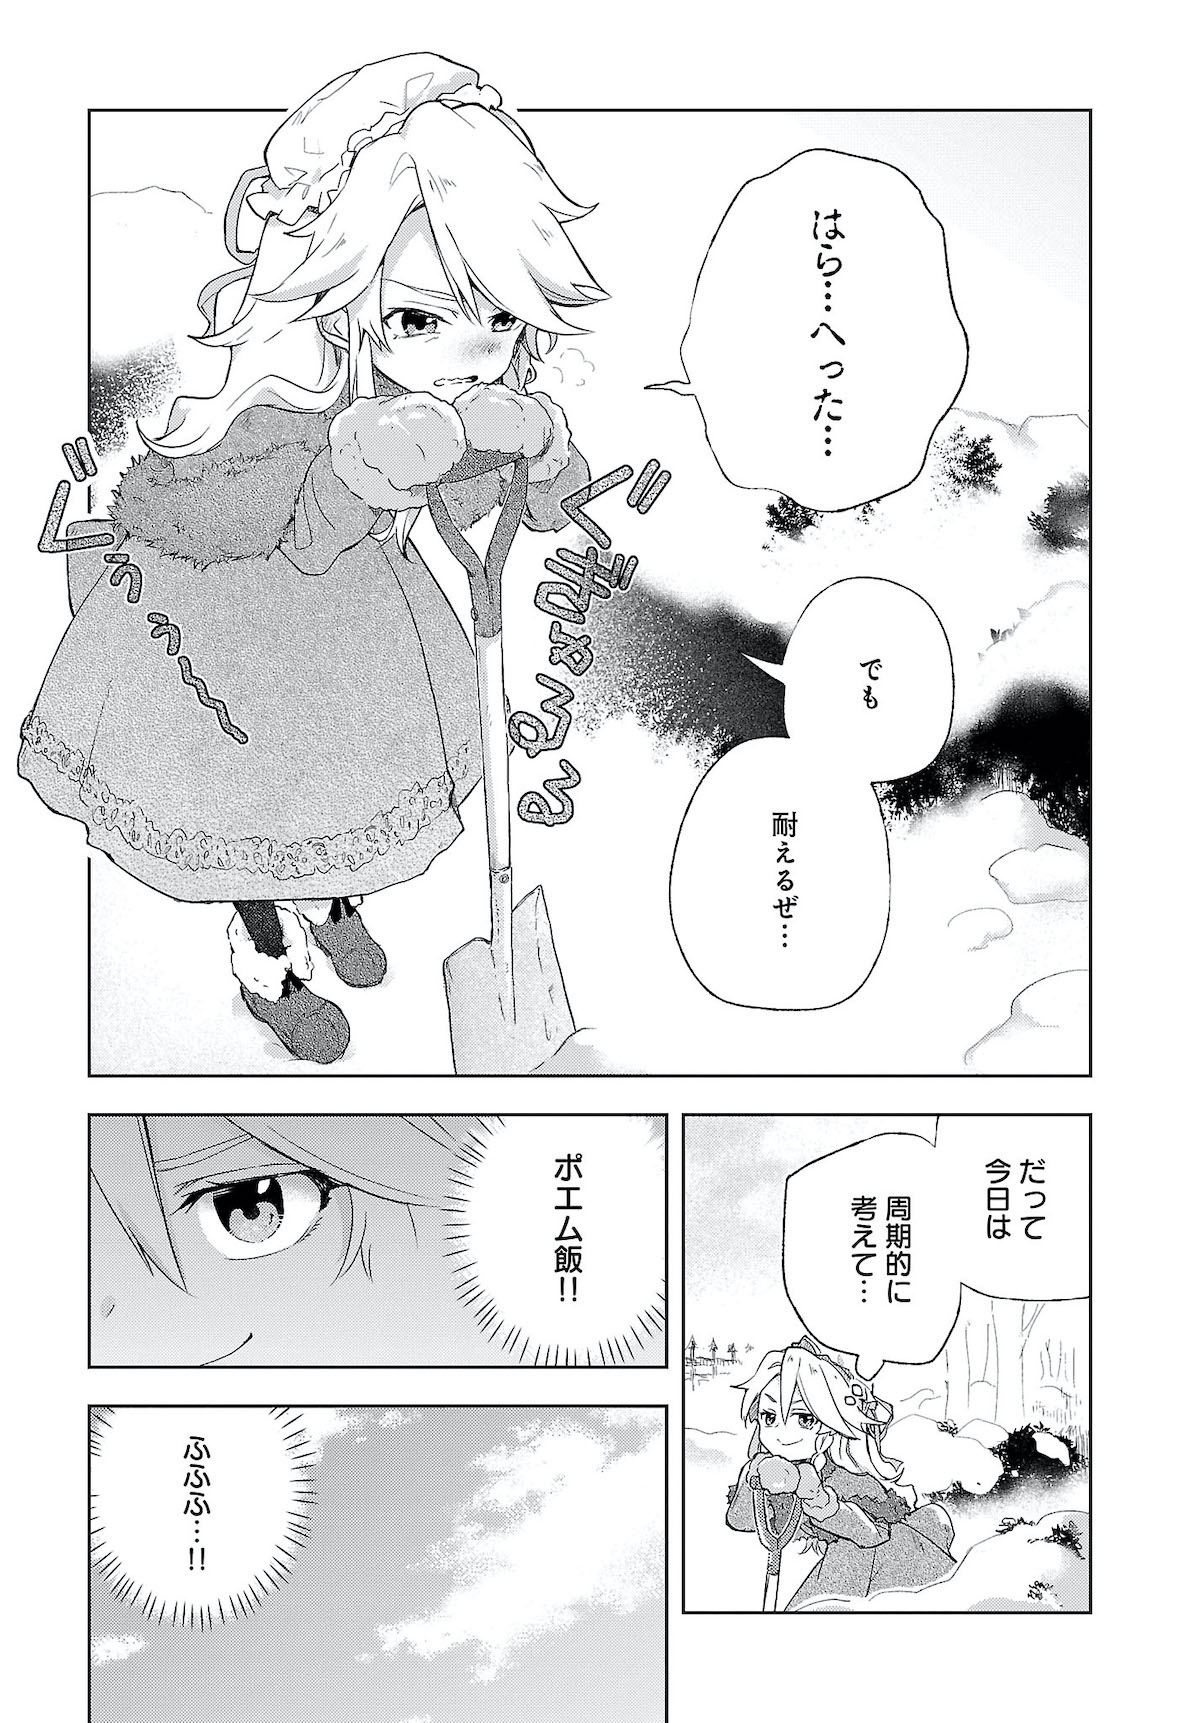 はら…へった…
ぐぎゅるるる
ぐぅぅぅ〜〜
でも
耐えるぜ…
だって
今日は
周期的に
考えて…
ポエム飯!!
ふふふ…!!